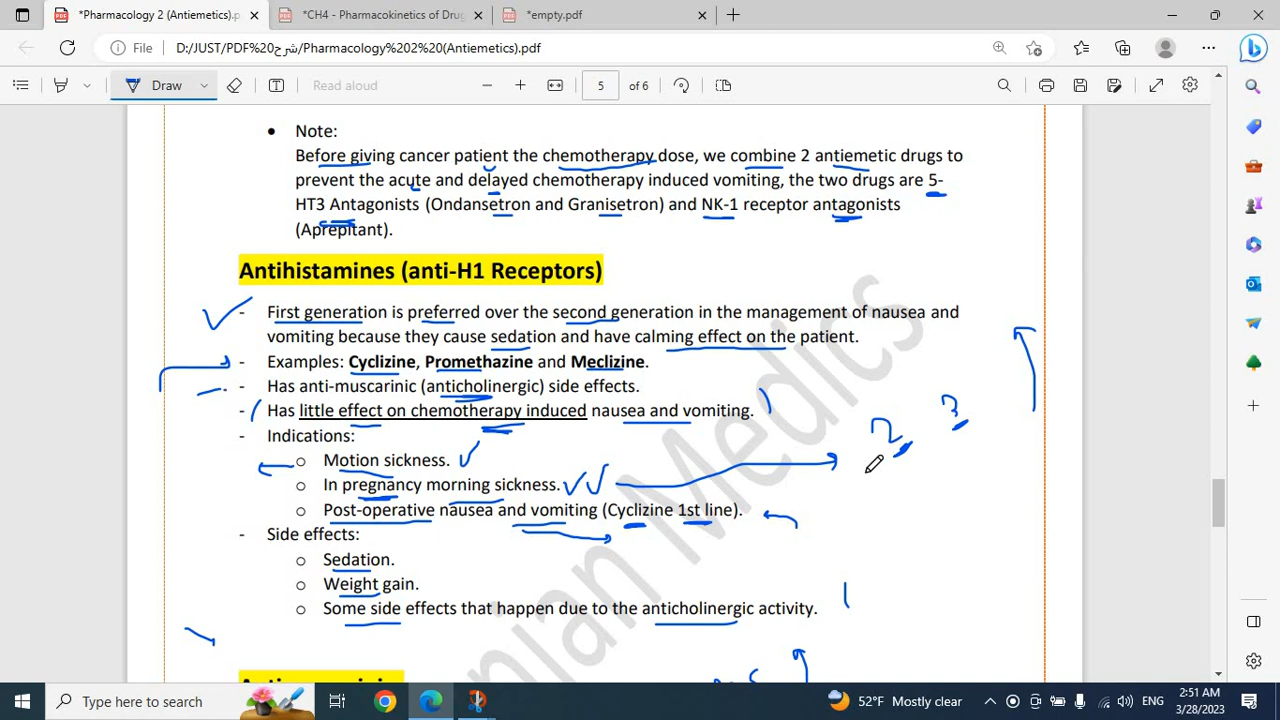 *Pharmacology 2 (Antiemetics).p
*CH4 - Pharmacokinetics of Drug
*empty.pdf
File
D:/JUST/PDF%20شرح/Pharmacology%202%20(Antiemetics).pdf
Draw
Read aloud
5
of 6
Note:
Before giving cancer patient the chemotherapy dose, we combine 2 antiemetic drugs to
prevent the acute and delayed chemotherapy induced vomiting, the two drugs are 5-
HT3 Antagonists (Ondansetron and Granisetron) and NK-1 receptor antagonists
(Aprepitant).
Antihistamines (anti-H1 Receptors)
- First generation is preferred over the second generation in the management of nausea and
vomiting because they cause sedation and have calming effect on the patient.
- Examples: Cyclizine, Promethazine and Meclizine.
- Has anti-muscarinic (anticholinergic) side effects.
- Has little effect on chemotherapy induced nausea and vomiting.
2, 3
- Indications:
o Motion sickness.
o In pregnancy morning sickness.
o Post-operative nausea and vomiting (Cyclizine 1st line).
- Side effects:
o Sedation.
o Weight gain.
o Some side effects that happen due to the anticholinergic activity.
nian Medics
Type here to search
52°F Mostly clear
ENG
2:51 AM
3/28/2023